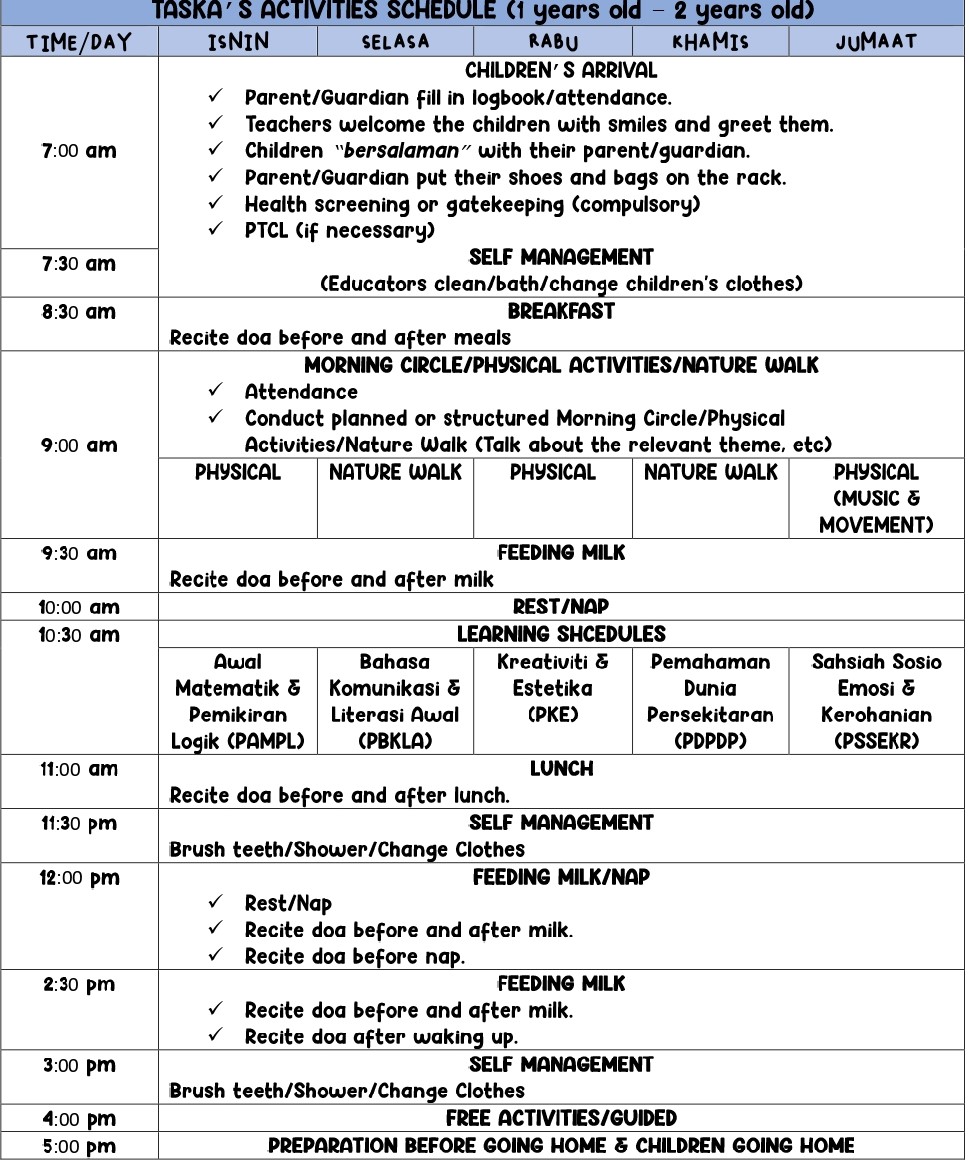 TASKA'S ACTIVITIES SCHEDULE (1 years old – 2 years old)
TIME/DAY ISNIN SELASA RABU KHAMIS JUMAAT
7:00 am
CHILDREN'S ARRIVAL
✓ Parent/Guardian fill in logbook/attendance.
✓ Teachers welcome the children with smiles and greet them.
✓ Children "bersalaman" with their parent/guardian.
✓ Parent/Guardian put their shoes and bags on the rack.
✓ Health screening or gatekeeping (compulsory)
✓ PTCL (if necessary)
7:30 am
SELF MANAGEMENT
(Educators clean/bath/change children's clothes)
8:30 am
BREAKFAST
Recite doa before and after meals
9:00 am
MORNING CIRCLE/PHYSICAL ACTIVITIES/NATURE WALK
✓ Attendance
✓ Conduct planned or structured Morning Circle/Physical
Activities/Nature Walk (Talk about the relevant theme, etc)
PHYSICAL
NATURE WALK
PHYSICAL
NATURE WALK
PHYSICAL
(MUSIC &
MOVEMENT)
9:30 am
FEEDING MILK
Recite doa before and after milk
10:00 am
REST/NAP
10:30 am
LEARNING SHCEDULES
Awal
Matematik &
Pemikiran
Logik (PAMPL)
Bahasa
Komunikasi &
Literasi Awal
(PBKLA)
Kreativiti &
Estetika
(PKE)
Pemahaman
Dunia
Persekitaran
(PDPDP)
Sahsiah Sosio
Emosi &
Kerohanian
(PSSEKR)
11:00 am
LUNCH
Recite doa before and after lunch.
11:30 pm
SELF MANAGEMENT
Brush teeth/Shower/Change Clothes
12:00 pm
FEEDING MILK/NAP
✓ Rest/Nap
✓ Recite doa before and after milk.
✓ Recite doa before nap.
2:30 pm
FEEDING MILK
✓ Recite doa before and after milk.
✓ Recite doa after waking up.
3:00 pm
SELF MANAGEMENT
Brush teeth/Shower/Change Clothes
4:00 pm
FREE ACTIVITIES/GUIDED
5:00 pm
PREPARATION BEFORE GOING HOME & CHILDREN GOING HOME